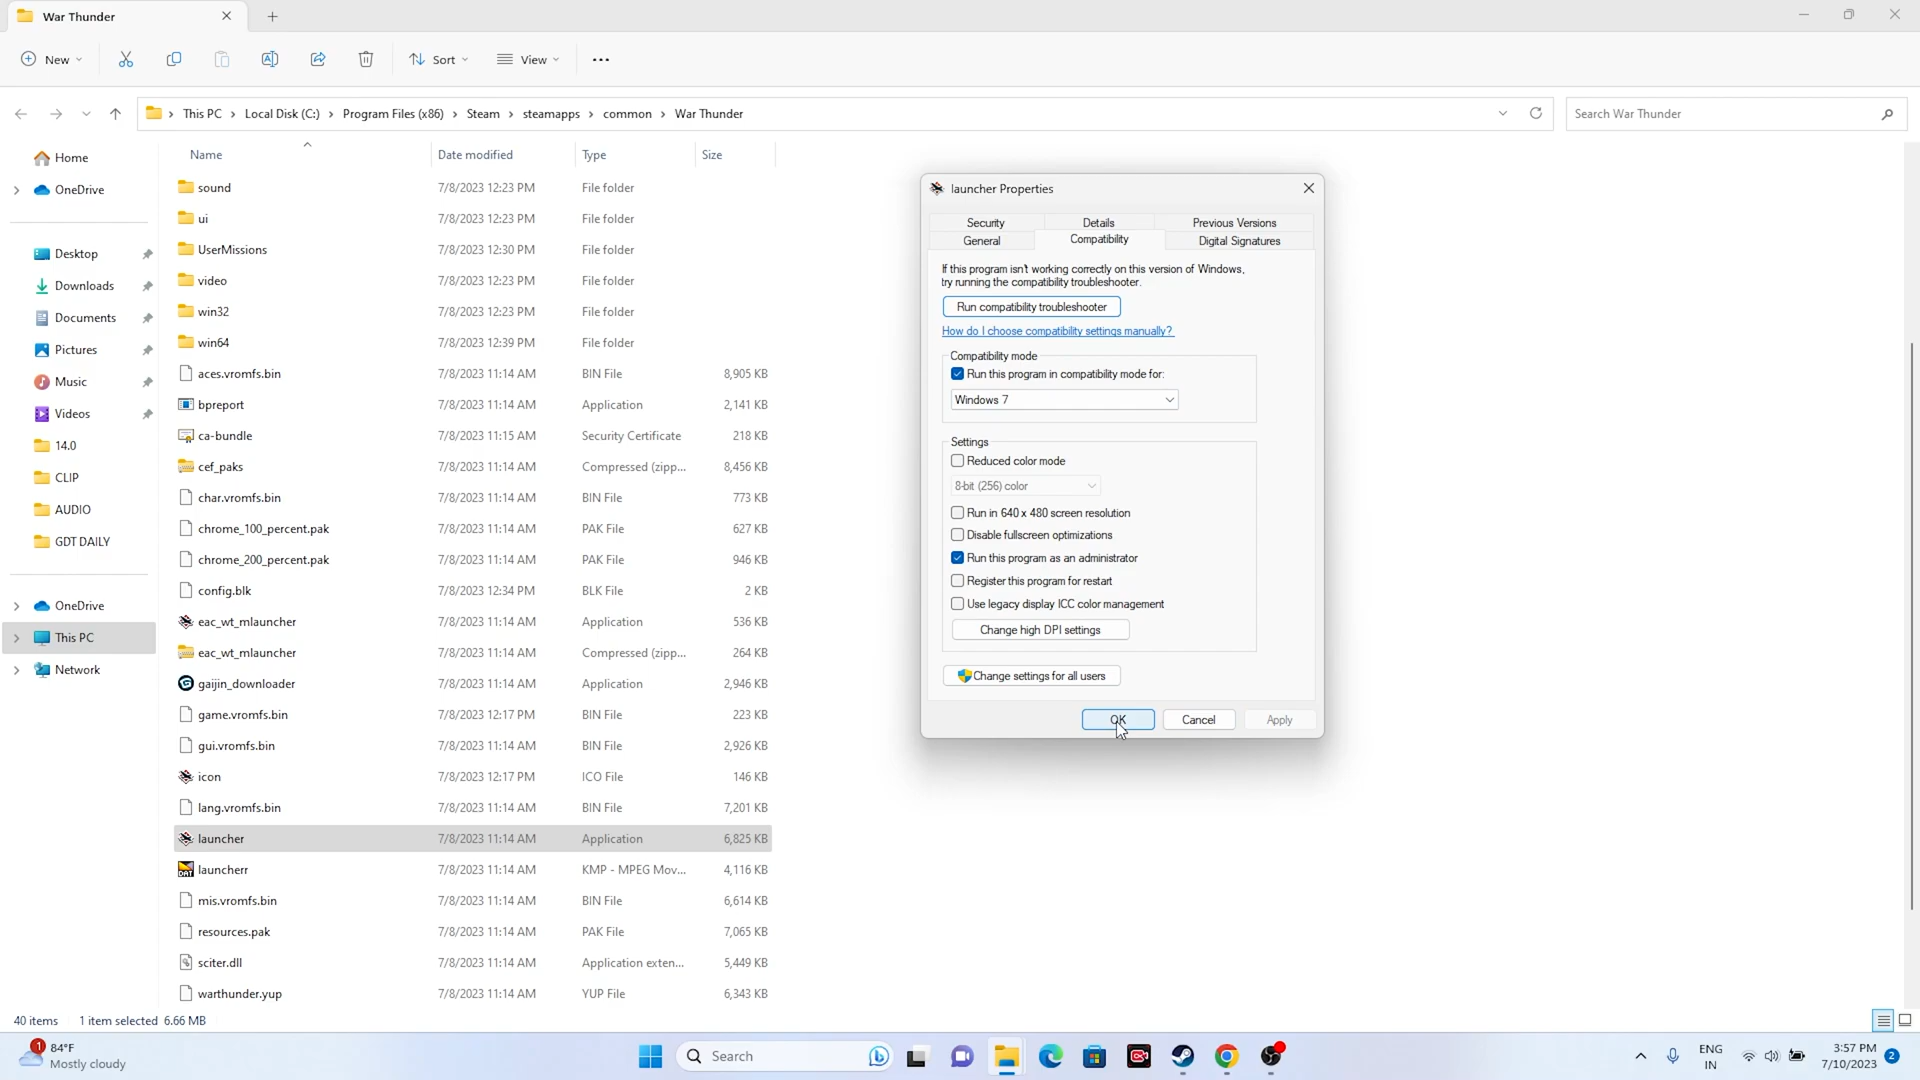 War Thunder
New
Sort
View
This PC
Local Disk (C:)
Program Files (x86)
Steam
steamapps
common
War Thunder
Search War Thunder
Home
OneDrive
Desktop
Downloads
Documents
Pictures
Music
Videos
14.0
CLIP
AUDIO
GDT DAILY
OneDrive
This PC
Network
Name Date modified Type Size
sound 7/8/2023 12:23 PM File folder
ui 7/8/2023 12:23 PM File folder
UserMissions 7/8/2023 12:30 PM File folder
video 7/8/2023 12:23 PM File folder
win32 7/8/2023 12:23 PM File folder
win64 7/8/2023 12:39 PM File folder
aces.vromfs.bin 7/8/2023 11:14 AM BIN File 8,905 KB
bpreport 7/8/2023 11:14 AM Application 2,141 KB
ca-bundle 7/8/2023 11:15 AM Security Certificate 218 KB
cef_paks 7/8/2023 11:14 AM Compressed (zipp... 8,456 KB
char.vromfs.bin 7/8/2023 11:14 AM BIN File 773 KB
chrome_100_percent.pak 7/8/2023 11:14 AM PAK File 627 KB
chrome_200_percent.pak 7/8/2023 11:14 AM PAK File 946 KB
config.blk 7/8/2023 12:34 PM BLK File 2 KB
eac_wt_mlauncher 7/8/2023 11:14 AM Application 536 KB
eac_wt_mlauncher 7/8/2023 11:14 AM Compressed (zipp... 264 KB
gaijin_downloader 7/8/2023 11:14 AM Application 2,946 KB
game.vromfs.bin 7/8/2023 12:17 PM BIN File 223 KB
gui.vromfs.bin 7/8/2023 11:14 AM BIN File 2,926 KB
icon 7/8/2023 12:17 PM ICO File 146 KB
lang.vromfs.bin 7/8/2023 11:14 AM BIN File 7,201 KB
launcher 7/8/2023 11:14 AM Application 6,825 KB
launcherr 7/8/2023 11:14 AM KMP - MPEG Mov... 4,116 KB
mis.vromfs.bin 7/8/2023 11:14 AM BIN File 6,614 KB
resources.pak 7/8/2023 11:14 AM PAK File 7,065 KB
sciter.dll 7/8/2023 11:14 AM Application exten... 5,449 KB
warthunder.yup 7/8/2023 11:14 AM YUP File 6,343 KB
launcher Properties
Security Details Previous Versions
General Compatibility Digital Signatures
If this program isn't working correctly on this version of Windows,
try running the compatibility troubleshooter.
Run compatibility troubleshooter
How do I choose compatibility settings manually?
Compatibility mode
Run this program in compatibility mode for:
Windows 7
Settings
Reduced color mode
8-bit (256) color
Run in 640 x 480 screen resolution
Disable fullscreen optimizations
Run this program as an administrator
Register this program for restart
Use legacy display ICC color management
Change high DPI settings
Change settings for all users
OK Cancel Apply
40 items 1 item selected 6.66 MB
1
84°F
Mostly cloudy
Search
ENG
IN
3:57 PM
7/10/2023
2